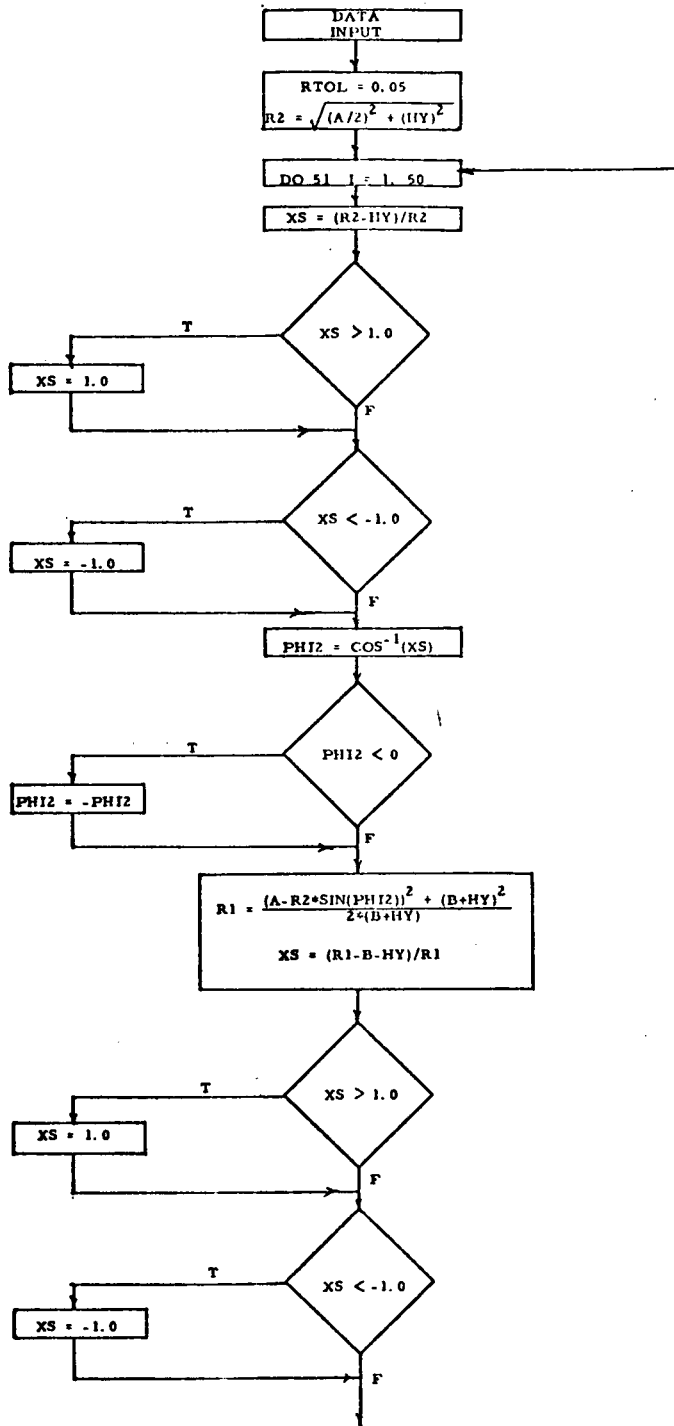 DATA
INPUT
RTOL = 0.05
R2 = √((A/2)² + (HY)²)
DO 51 I = 1, 50
XS = (R2-HY)/R2
XS > 1.0
T
XS = 1.0
F
XS < -1.0
T
XS = -1.0
F
PHI2 = COS⁻¹(XS)
PHI2 < 0
T
PHI2 = -PHI2
F
R1 = (A-R2*SIN(PHI2))² + (B+HY)²
2*(B+HY)
XS = (R1-B-HY)/R1
XS > 1.0
T
XS = 1.0
F
XS < -1.0
T
XS = -1.0
F